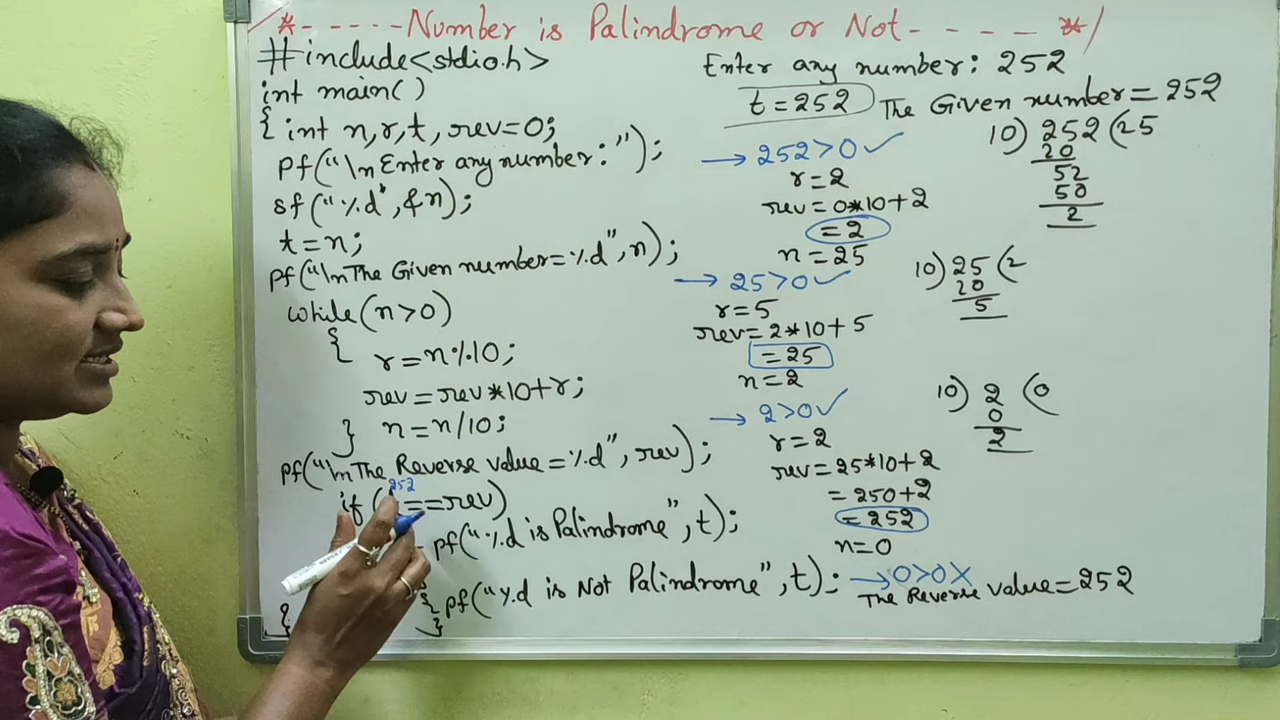 /*-----Number is Palindrome or Not-----*/
#include<stdio.h>
int main()
{ int n,r,t,rev=0;
pf("\nEnter any number:");
sf("%d",&n);
t=n;
pf("\nThe Given number=%d",n);
while(n>0)
{
r=n%10;
rev=rev*10+r;
n=n/10;
}
pf("\nThe Reverse value=%d",rev);
252
if( ==rev)
pf("%d is Palindrome",t);
{ pf("%d is Not Palindrome",t);
}
Enter any number: 252
t=252
The Given number=252
→ 252>0 ✓
r=2
rev=0*10+2
=2
n=25
→ 25>0 ✓
r=5
rev=2*10+5
=25
n=2
→ 2>0 ✓
r=2
rev=25*10+2
=250+2
=252
n=0
→ 0>0 X
The Reverse value=252
10) 252 (25
20
52
50
2
10) 25 (2
20
5
10) 2 (0
0
2